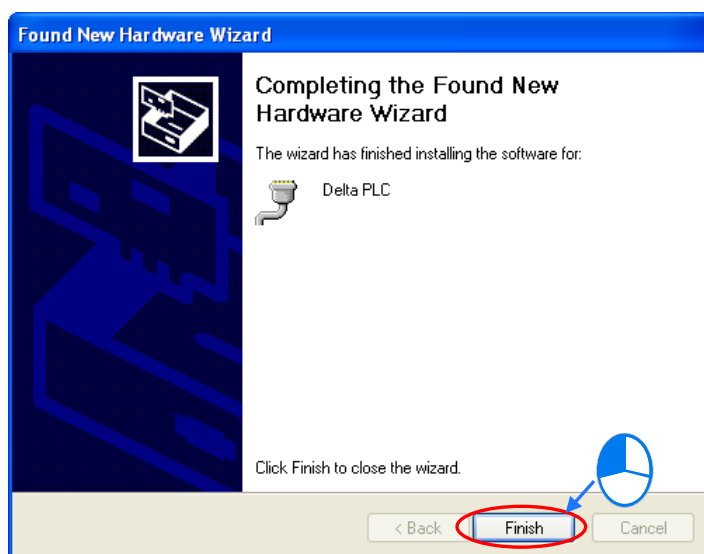 Found New Hardware Wizard
Completing the Found New
Hardware Wizard
The wizard has finished installing the software for:
Delta PLC
Click Finish to close the wizard.
< Back Finish Cancel